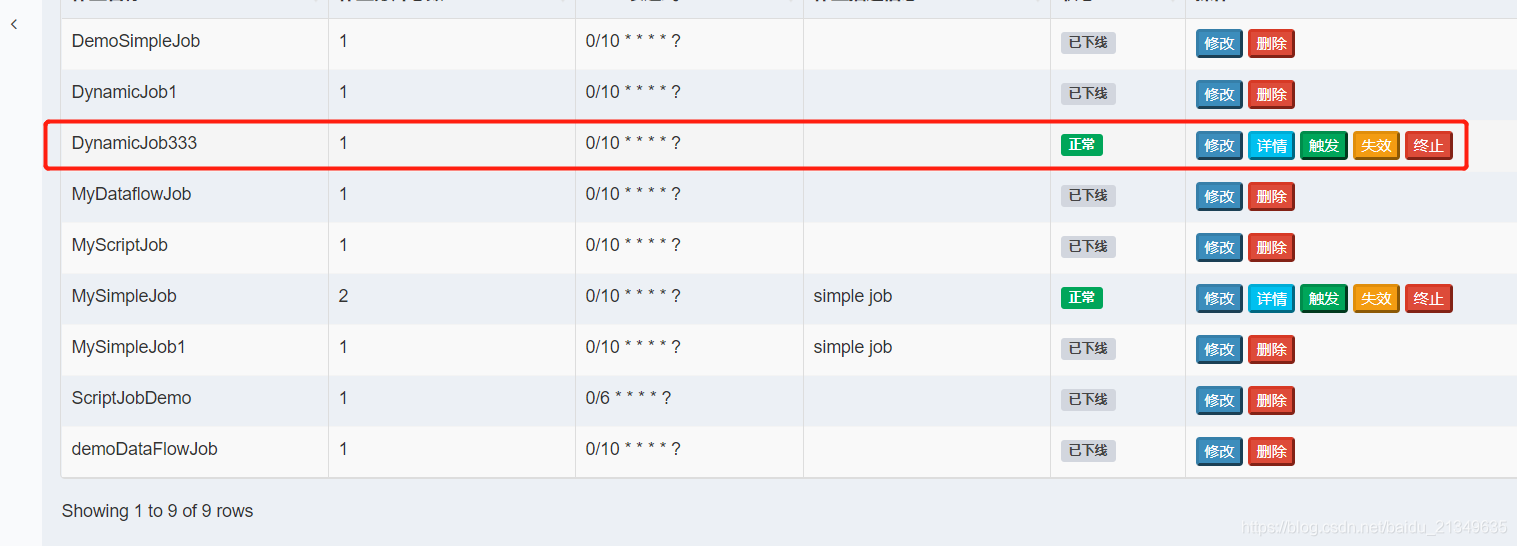 DemoSimpleJob 1 0/10 * * * * ? 已下线 修改 删除
DynamicJob1 1 0/10 * * * * ? 已下线 修改 删除
DynamicJob333 1 0/10 * * * * ? 正常 修改 详情 触发 失效 终止
MyDataflowJob 1 0/10 * * * * ? 已下线 修改 删除
MyScriptJob 1 0/10 * * * * ? 已下线 修改 删除
MySimpleJob 2 0/10 * * * * ? simple job 正常 修改 详情 触发 失效 终止
MySimpleJob1 1 0/10 * * * * ? simple job 已下线 修改 删除
ScriptJobDemo 1 0/6 * * * * ? 已下线 修改 删除
demoDataFlowJob 1 0/10 * * * * ? 已下线 修改 删除
Showing 1 to 9 of 9 rows
https://blog.csdn.net/baidu_21349635